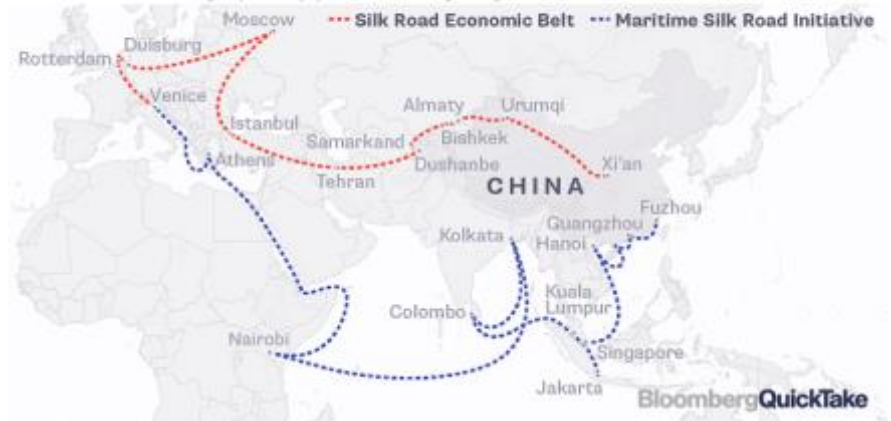 Silk Road Economic Belt
Maritime Silk Road Initiative
Moscow
Duisburg
Rotterdam
Venice
Almaty
Urumqi
Istanbul
Samarkand
Bishkek
Athens
Dushanbe
Xi'an
Tehran
CHINA
Fuzhou
Guangzhou
Kolkata
Hanoi
Kuala
Lumpur
Colombo
Nairobi
Singapore
Jakarta
BloombergQuickTake